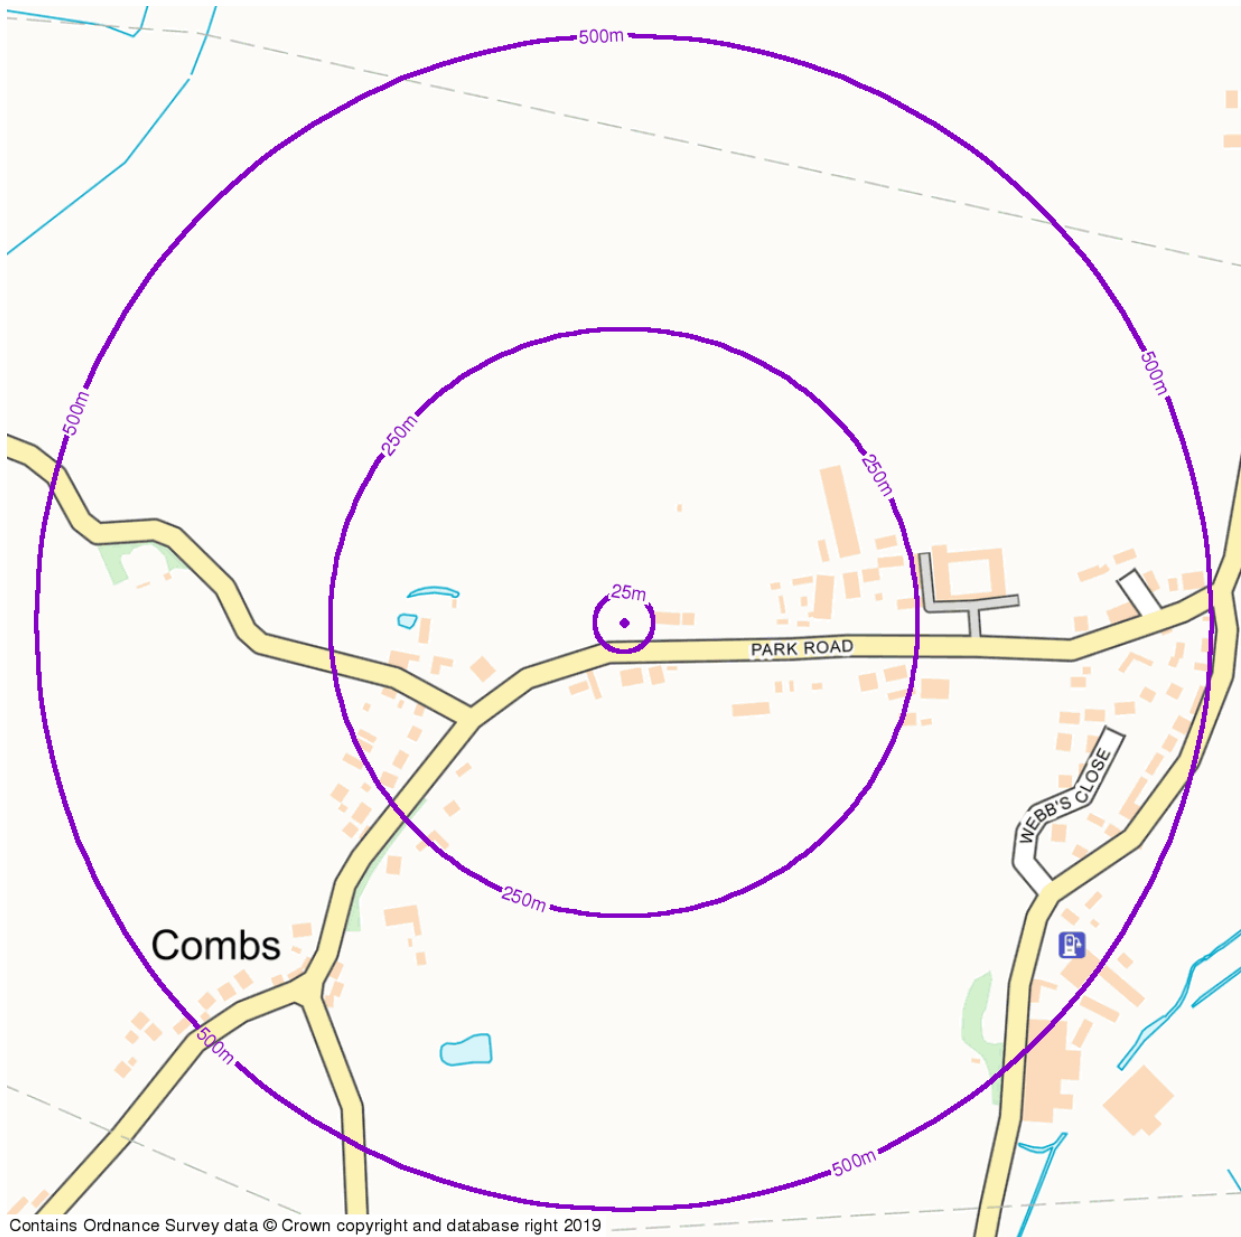 500m
500m
500m
250m
250m
25m
PARK ROAD
WEBB'S CLOSE
250m
Combs
500m
500m
Contains Ordnance Survey data © Crown copyright and database right 2019